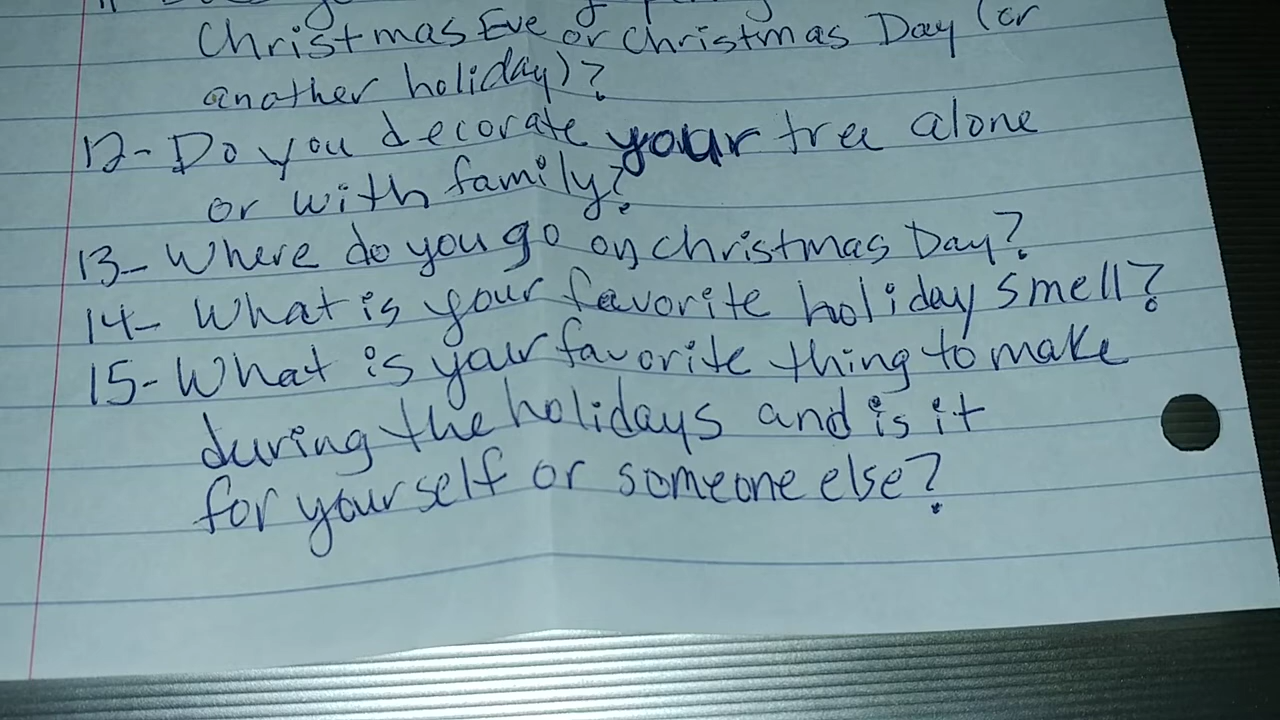 Christmas Eve or Christmas Day (or
another holiday)?
12- Do you decorate your tree alone
or with family?
13- Where do you go on Christmas Day?
14- What is your favorite holiday smell?
15- What is your favorite thing to make
during the holidays and is it
for yourself or someone else?